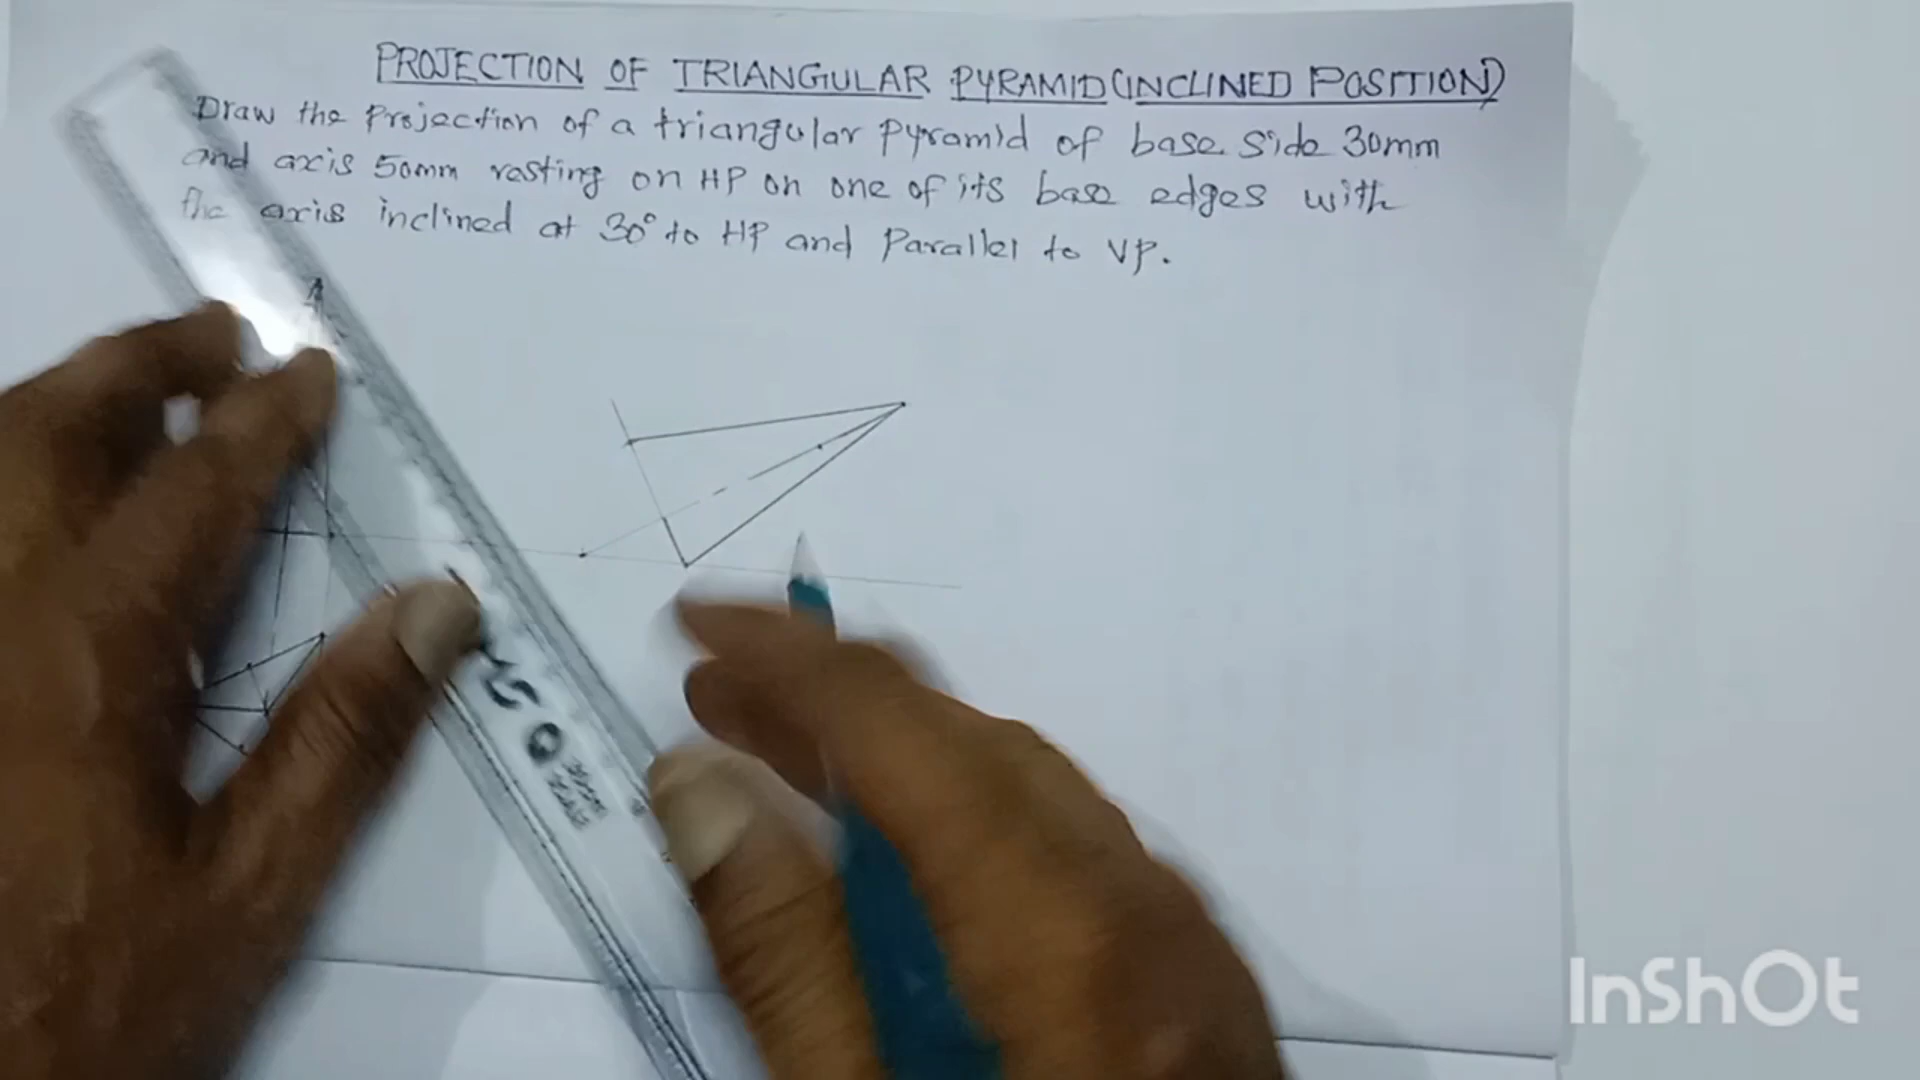 PROJECTION OF TRIANGULAR PYRAMID (INCLINED POSITION)
Draw the Projection of a triangular pyramid of base side 30mm
and axis 50mm resting on HP on one of its base edges with
the axis inclined at 30° to HP and Parallel to VP.
InShOt